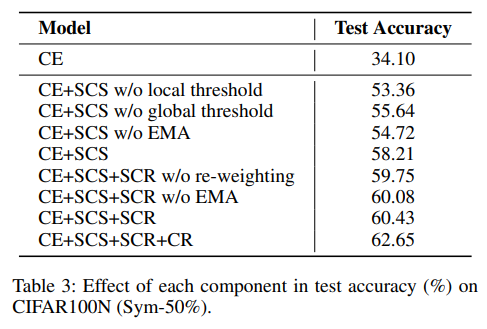 Model Test Accuracy
CE 34.10
CE+SCS w/o local threshold 53.36
CE+SCS w/o global threshold 55.64
CE+SCS w/o EMA 54.72
CE+SCS 58.21
CE+SCS+SCR w/o re-weighting 59.75
CE+SCS+SCR w/o EMA 60.08
CE+SCS+SCR 60.43
CE+SCS+SCR+CR 62.65
Table 3: Effect of each component in test accuracy (%) on
CIFAR100N (Sym-50%).